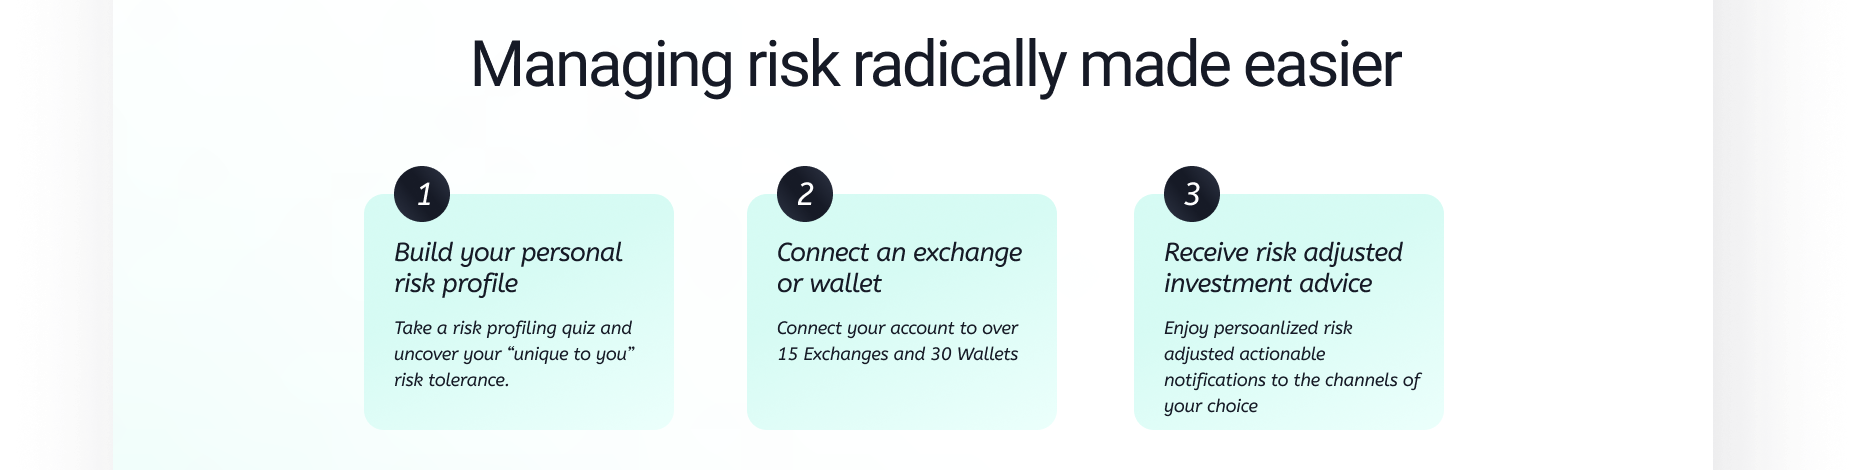 Managing risk radically made easier
1
Build your personal
risk profile
Take a risk profiling quiz and
uncover your “unique to you”
risk tolerance.
2
Connect an exchange
or wallet
Connect your account to over
15 Exchanges and 30 Wallets
3
Receive risk adjusted
investment advice
Enjoy persoanlized risk
adjusted actionable
notifications to the channels of
your choice